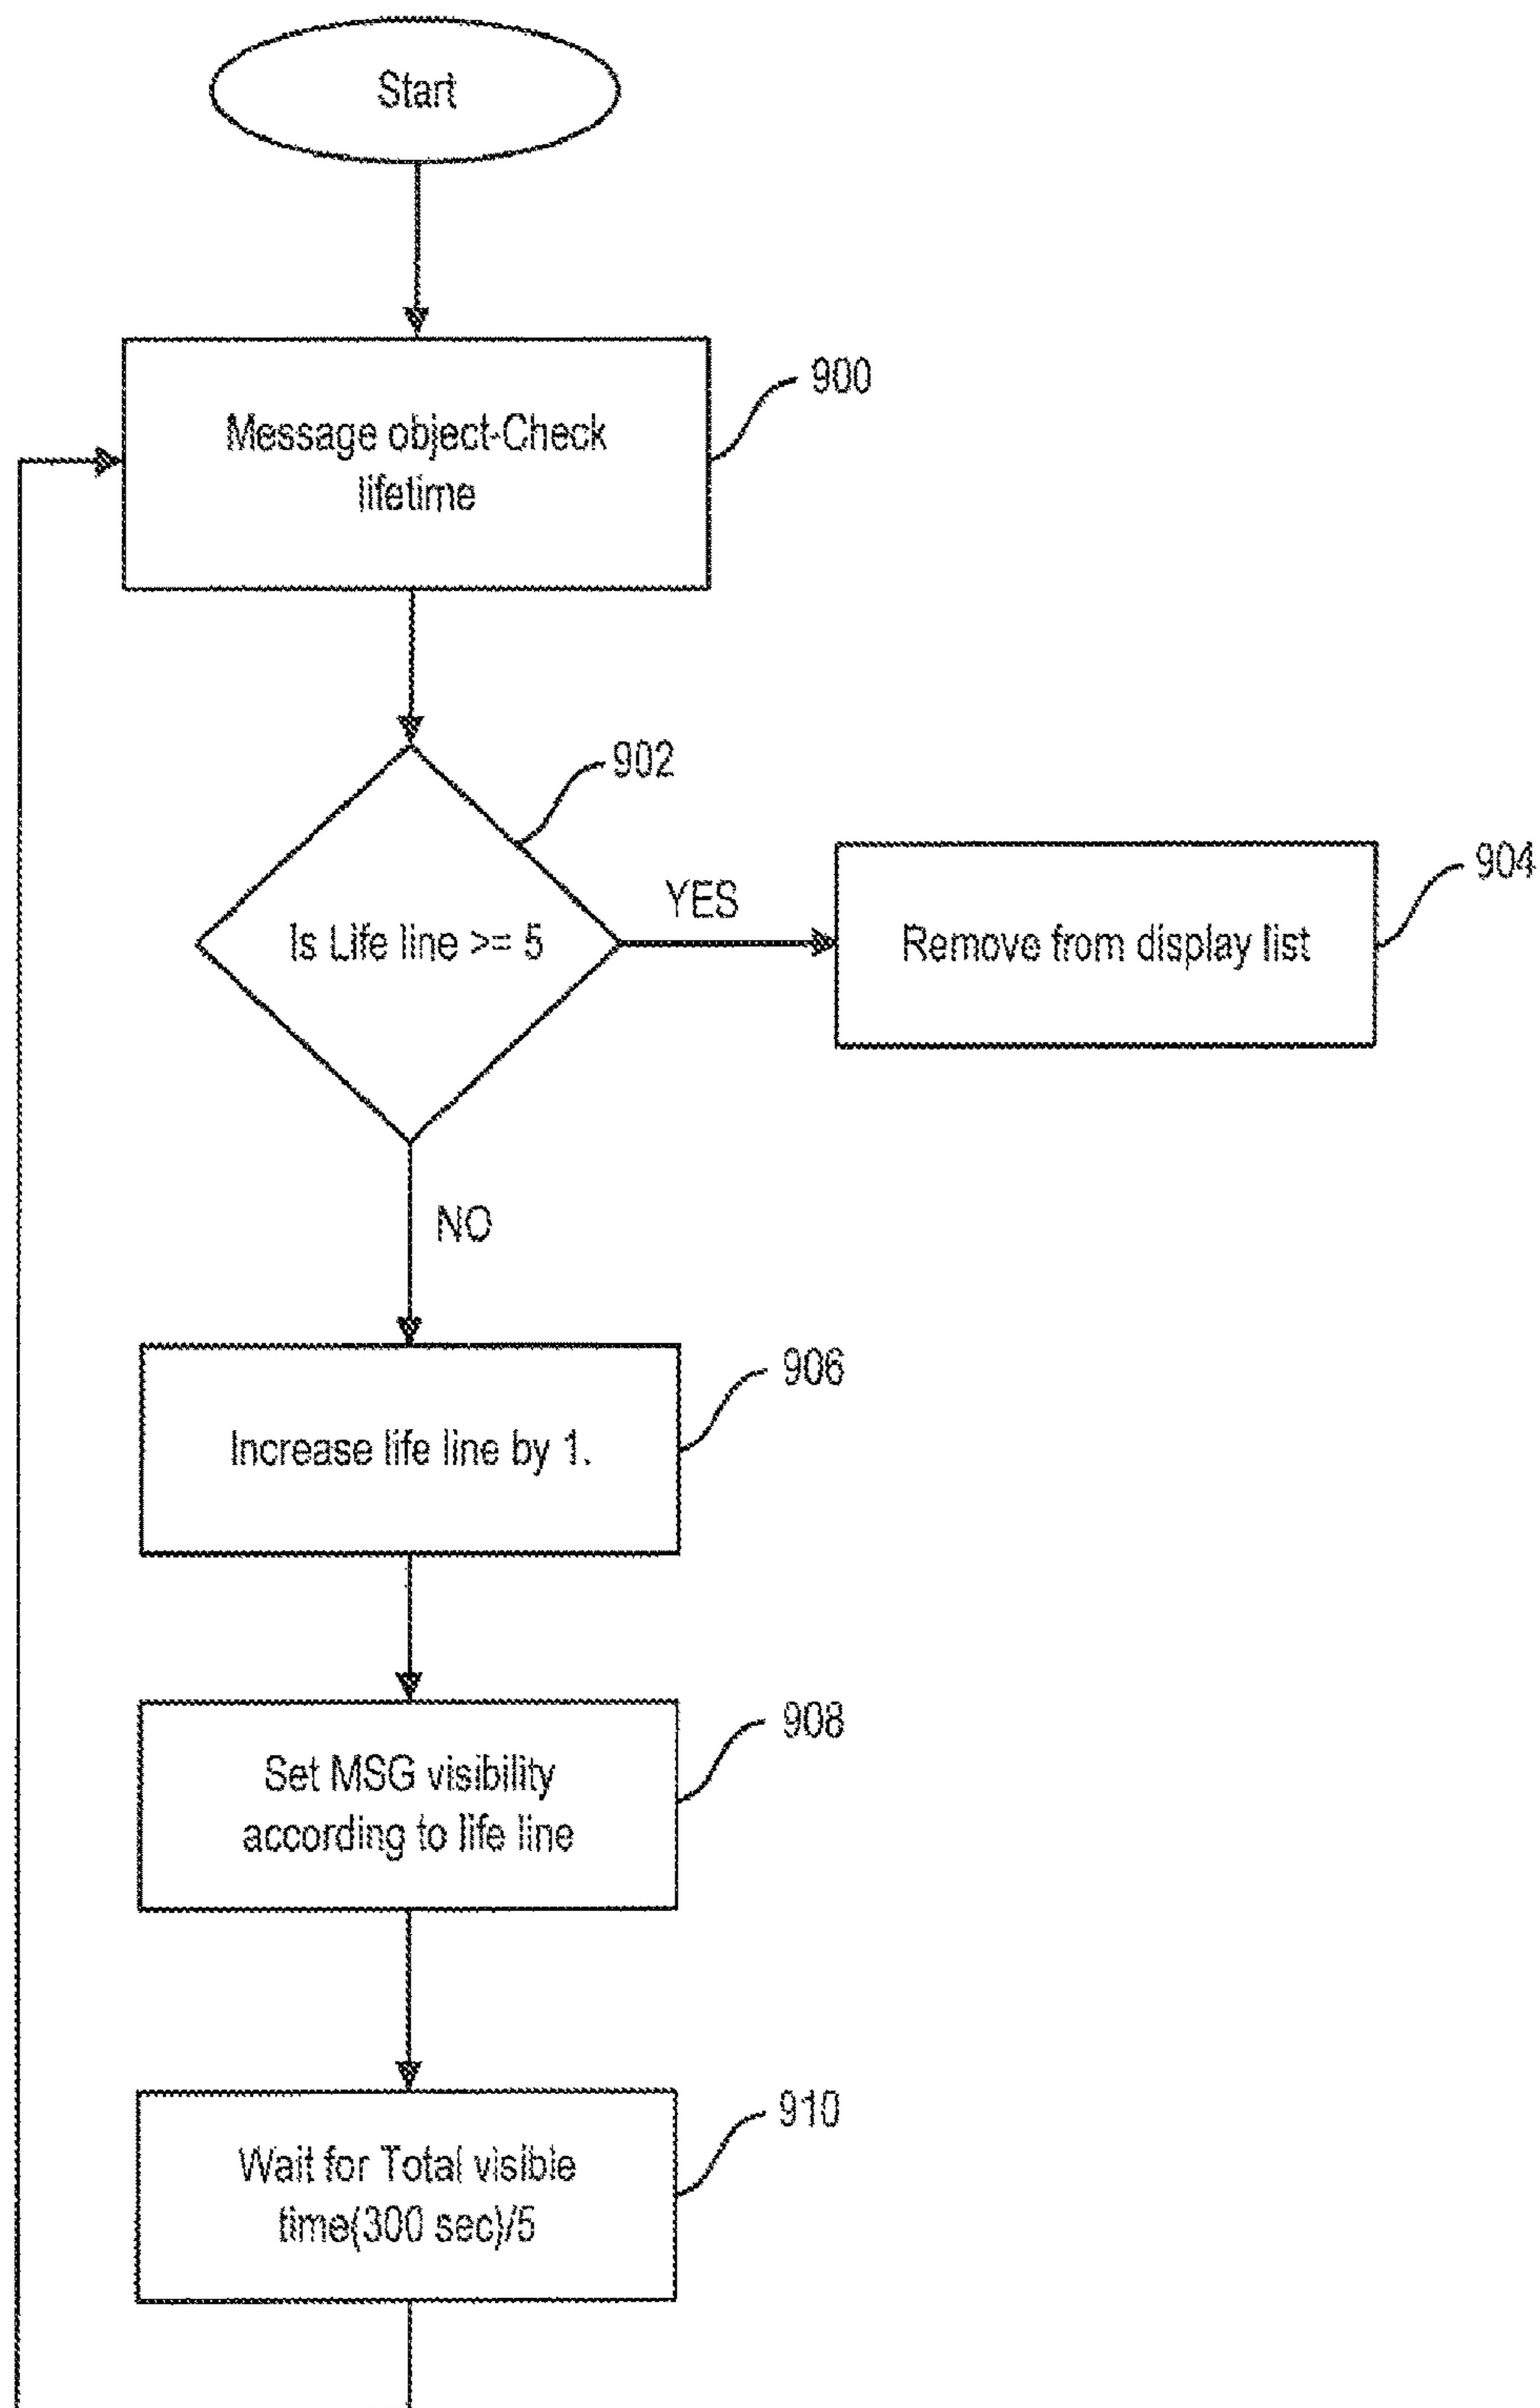 Start
900
Message object-Check
lifetime
902
Is Life line >= 5
YES
904
Remove from display list
NO
906
Increase life line by 1.
908
Set MSG visibility
according to life line
910
Wait for Total visible
time(300 sec)/5